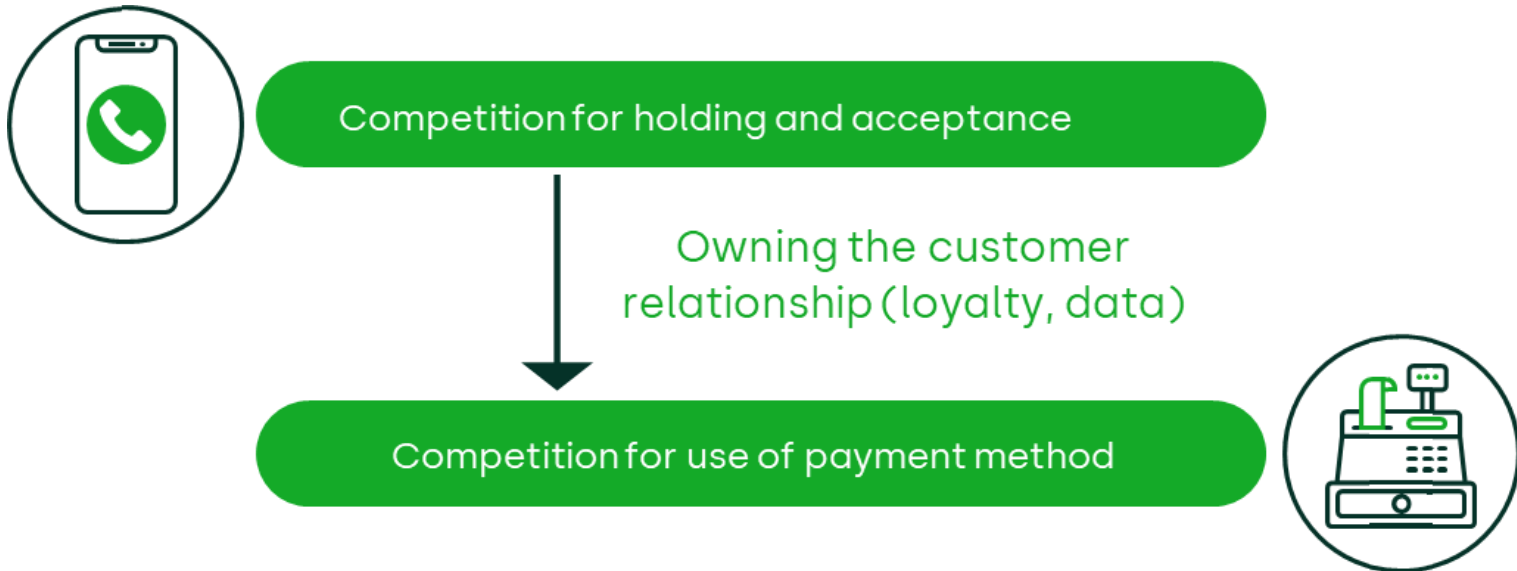 Competition for holding and acceptance
Owning the customer
relationship (loyalty, data)
Competition for use of payment method